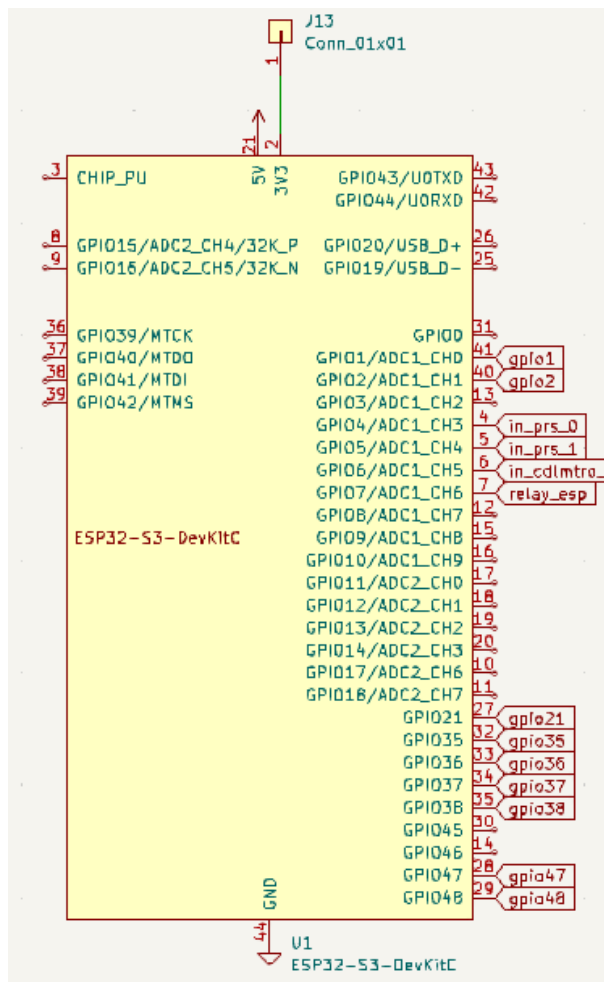 J13
Conn_01x01
1
21
2
3
CHIP_PU
5V
3V3
GPIO43/U0TXD
43
GPIO44/U0RXD
42
8
GPIO15/ADC2_CH4/32K_P
GPIO20/USB_D+
26
9
GPIO16/ADC2_CH5/32K_N
GPIO19/USB_D-
25
36
GPIO39/MTCK
GPIO0
31
37
GPIO40/MTDO
GPIO1/ADC1_CH0
41
gpio1
38
GPIO41/MTDI
GPIO2/ADC1_CH1
40
gpio2
39
GPIO42/MTMS
GPIO3/ADC1_CH2
13
GPIO4/ADC1_CH3
4
in_prs_0
GPIO5/ADC1_CH4
5
in_prs_1
GPIO6/ADC1_CH5
6
in_cdlmtro_
GPIO7/ADC1_CH6
7
relay_esp
GPIO8/ADC1_CH7
12
ESP32-S3-DevKitC
GPIO9/ADC1_CH8
15
GPIO10/ADC1_CH9
16
GPIO11/ADC2_CH0
17
GPIO12/ADC2_CH1
18
GPIO13/ADC2_CH2
19
GPIO14/ADC2_CH3
20
GPIO17/ADC2_CH6
10
GPIO18/ADC2_CH7
11
GPIO21
27
gpio21
GPIO35
32
gpio35
GPIO36
33
gpio36
GPIO37
34
gpio37
GPIO38
35
gpio38
GPIO45
30
GPIO46
14
GPIO47
28
gpio47
GPIO48
29
gpio48
GND
44
U1
ESP32-S3-DevKitC